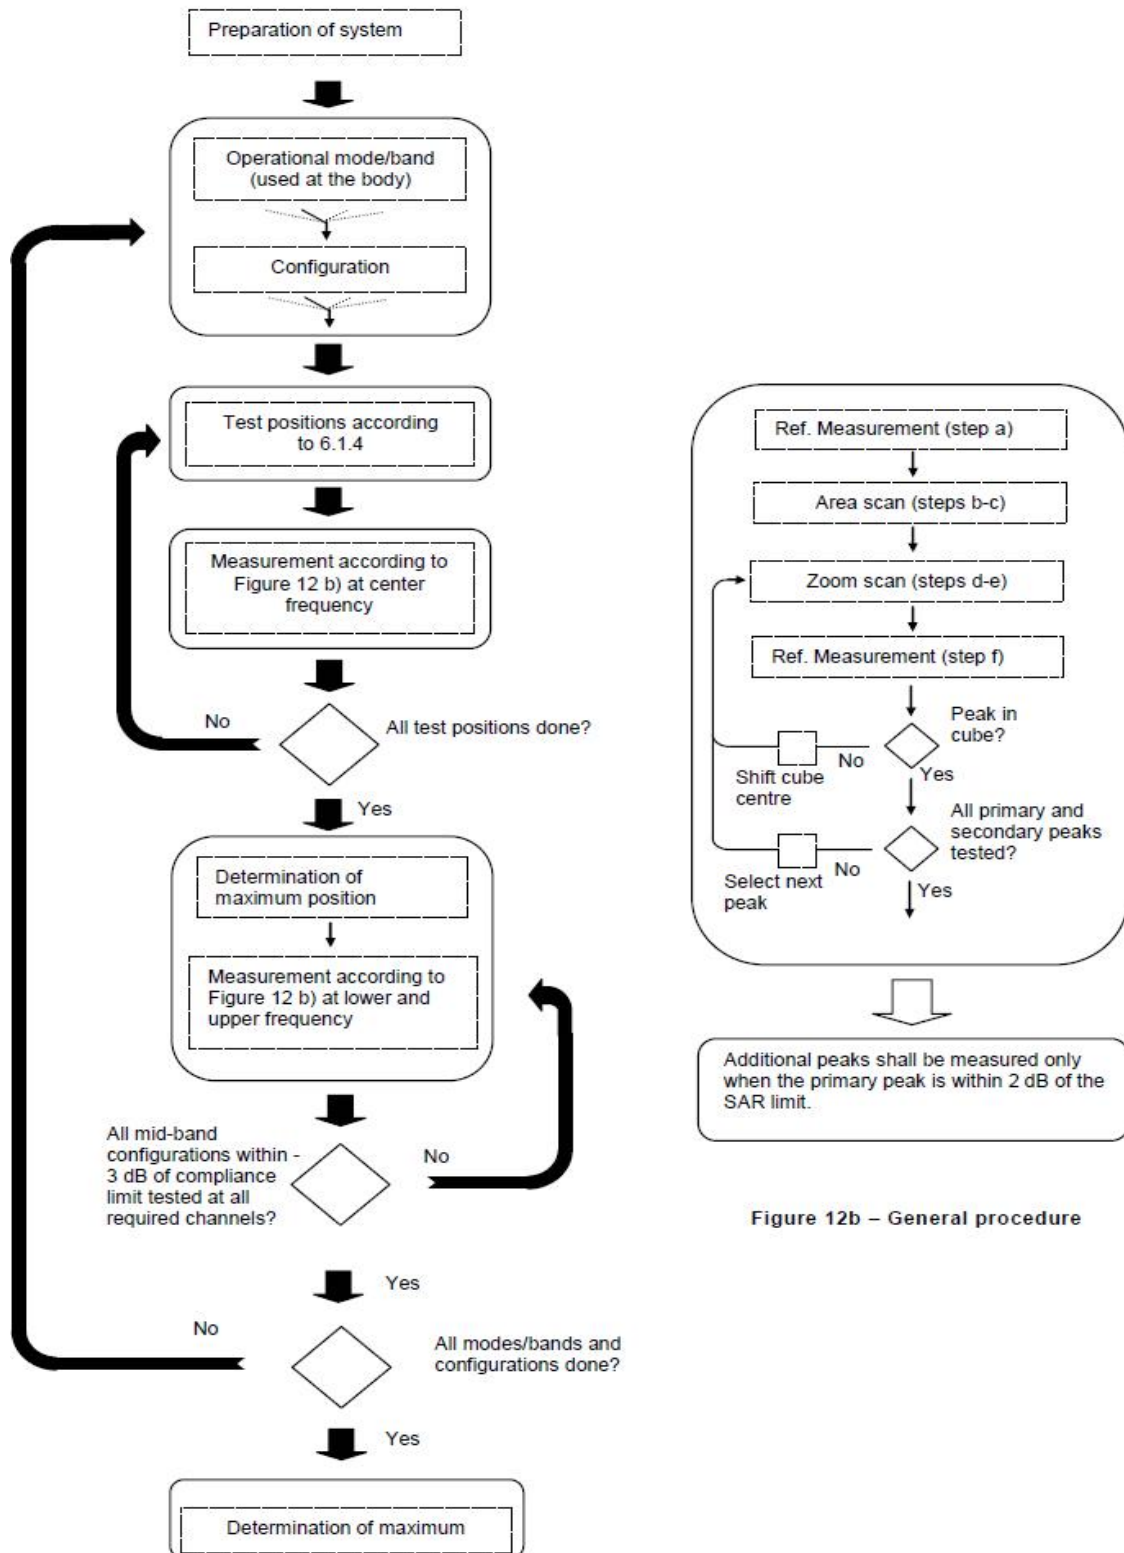 Preparation of system
Operational mode/band
(used at the body)
Configuration
Test positions according
to 6.1.4
Measurement according to
Figure 12 b) at center
frequency
No
All test positions done?
Yes
Determination of
maximum position
Measurement according to
Figure 12 b) at lower and
upper frequency
All mid-band
configurations within -
3 dB of compliance
limit tested at all
required channels?
No
Yes
No
All modes/bands and
configurations done?
Yes
Determination of maximum
Ref. Measurement (step a)
Area scan (steps b-c)
Zoom scan (steps d-e)
Ref. Measurement (step f)
Peak in
cube?
No
Shift cube
centre
Yes
All primary and
secondary peaks
tested?
No
Select next
peak
Yes
Additional peaks shall be measured only
when the primary peak is within 2 dB of the
SAR limit.
Figure 12b – General procedure